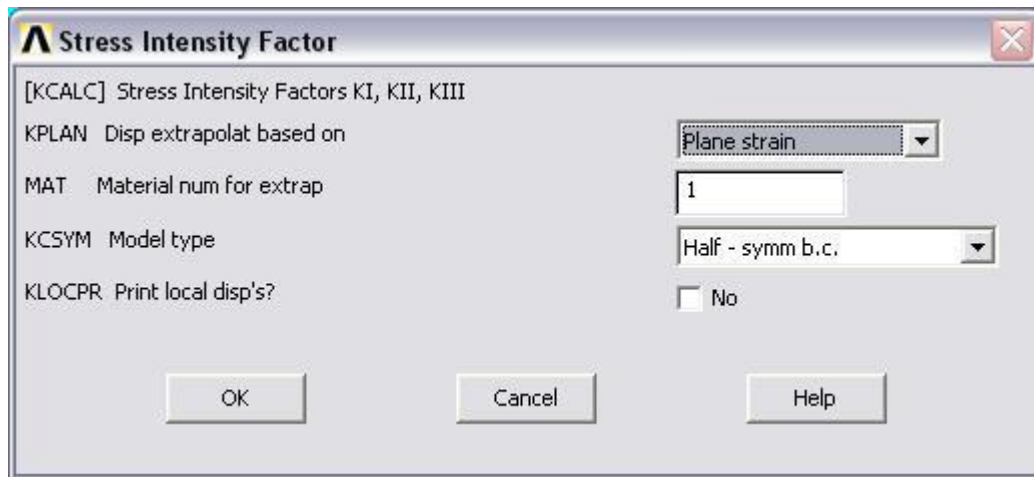 Stress Intensity Factor
[KCALC] Stress Intensity Factors KI, KII, KIII
KPLAN Disp extrapolat based on
Plane strain
MAT Material num for extrap
1
KCSYM Model type
Half - symm b.c.
KLOCPR Print local disp's?
No
OK Cancel Help